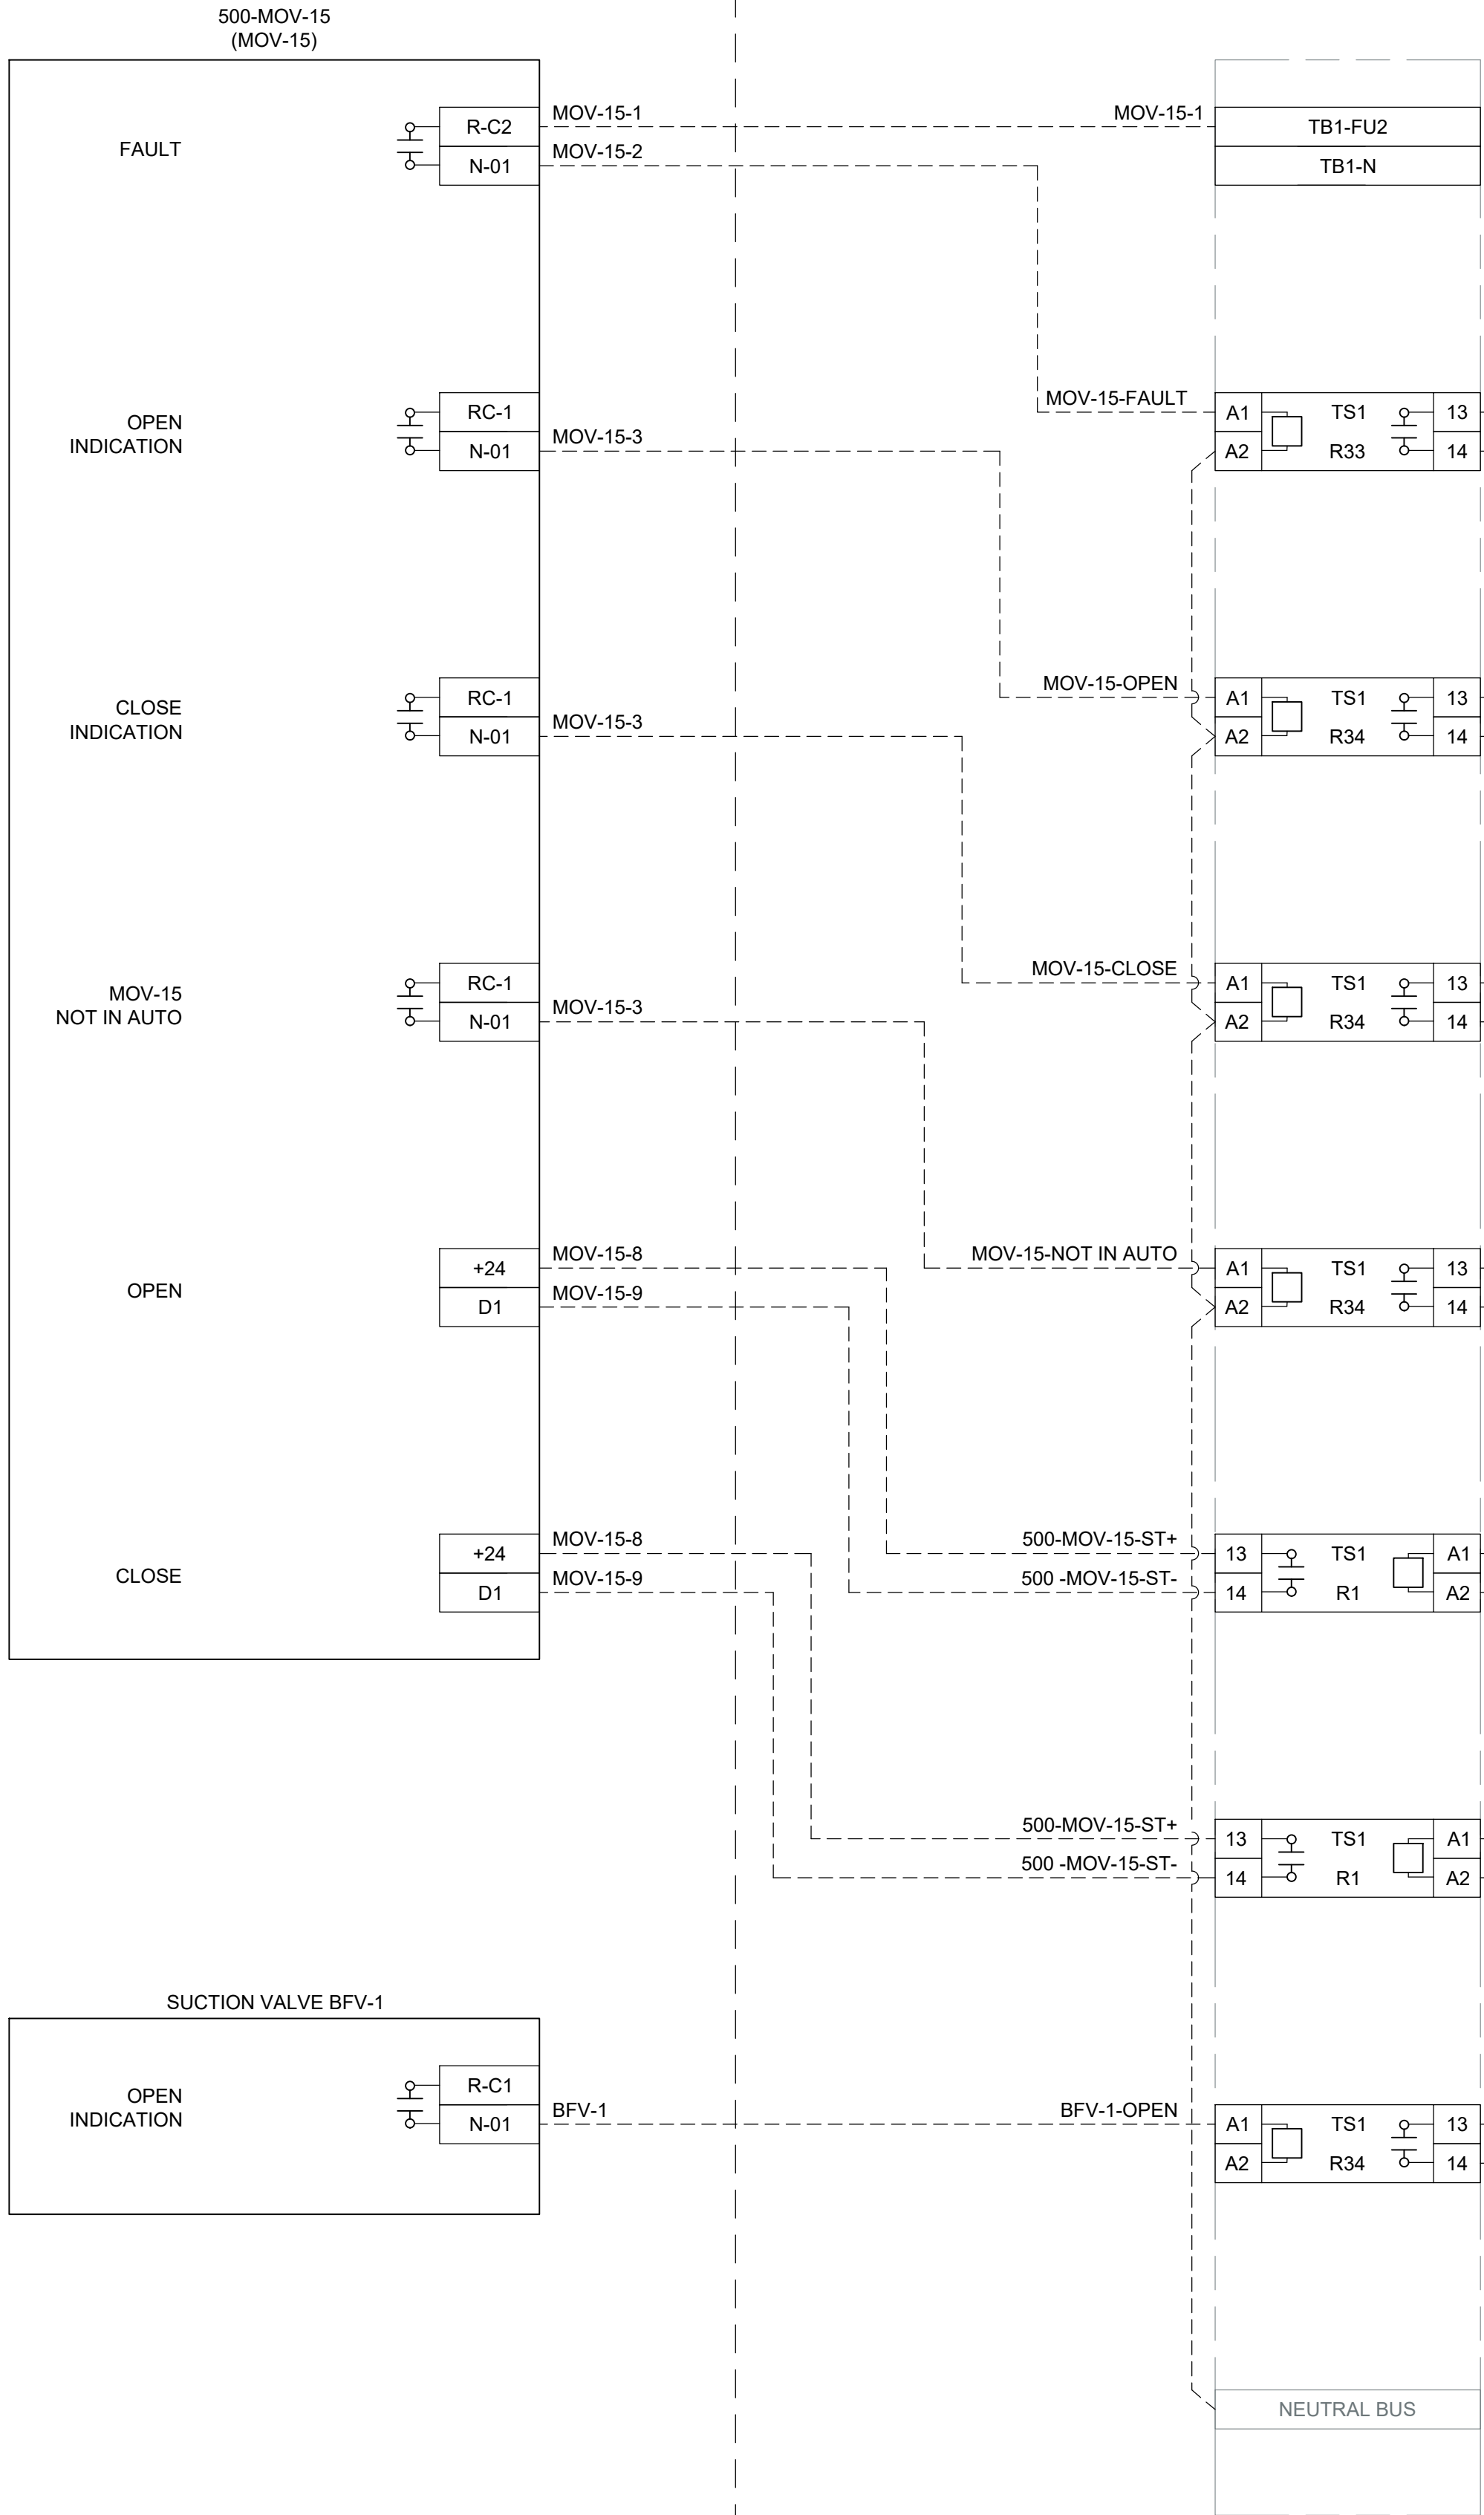 500-MOV-15
(MOV-15)
FAULT
R-C2
N-01
MOV-15-1
MOV-15-2
MOV-15-1
TB1-FU2
TB1-N
OPEN
INDICATION
RC-1
N-01
MOV-15-3
MOV-15-FAULT
A1
A2
TS1
R33
13
14
CLOSE
INDICATION
RC-1
N-01
MOV-15-3
MOV-15-OPEN
A1
A2
TS1
R34
13
14
MOV-15
NOT IN AUTO
RC-1
N-01
MOV-15-3
MOV-15-CLOSE
A1
A2
TS1
R34
13
14
OPEN
+24
D1
MOV-15-8
MOV-15-9
MOV-15-NOT IN AUTO
A1
A2
TS1
R34
13
14
CLOSE
+24
D1
MOV-15-8
MOV-15-9
500-MOV-15-ST+
500 -MOV-15-ST-
13
14
TS1
R1
A1
A2
500-MOV-15-ST+
500 -MOV-15-ST-
13
14
TS1
R1
A1
A2
SUCTION VALVE BFV-1
OPEN
INDICATION
R-C1
N-01
BFV-1
BFV-1-OPEN
A1
A2
TS1
R34
13
14
NEUTRAL BUS